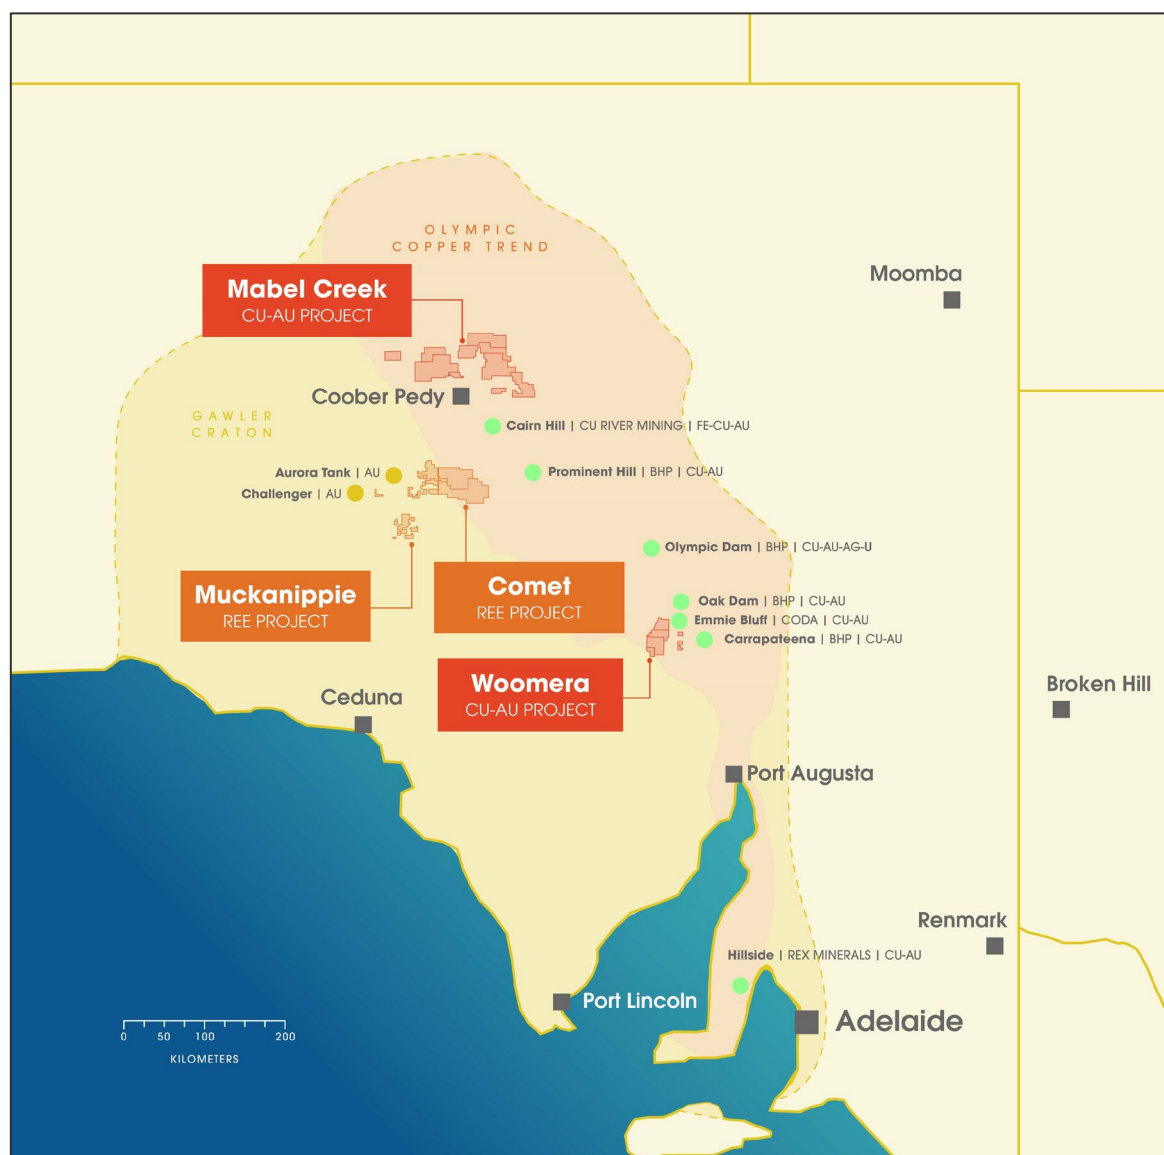 OLYMPIC
COPPER TREND
Moomba
Mabel Creek
CU-AU PROJECT
Coober Pedy
GAWLER
CRATON
Cairn Hill | CU RIVER MINING | FE-CU-AU
Aurora Tank | AU
Prominent Hill | BHP | CU-AU
Challenger | AU
Olympic Dam | BHP | CU-AU-AG-U
Muckanippie
REE PROJECT
Comet
REE PROJECT
Oak Dam | BHP | CU-AU
Emmie Bluff | CODA | CU-AU
Carrapateena | BHP | CU-AU
Woomera
CU-AU PROJECT
Ceduna
Broken Hill
Port Augusta
Renmark
Hillside | REX MINERALS | CU-AU
Port Lincoln
Adelaide
0 50 100 200
KILOMETERS